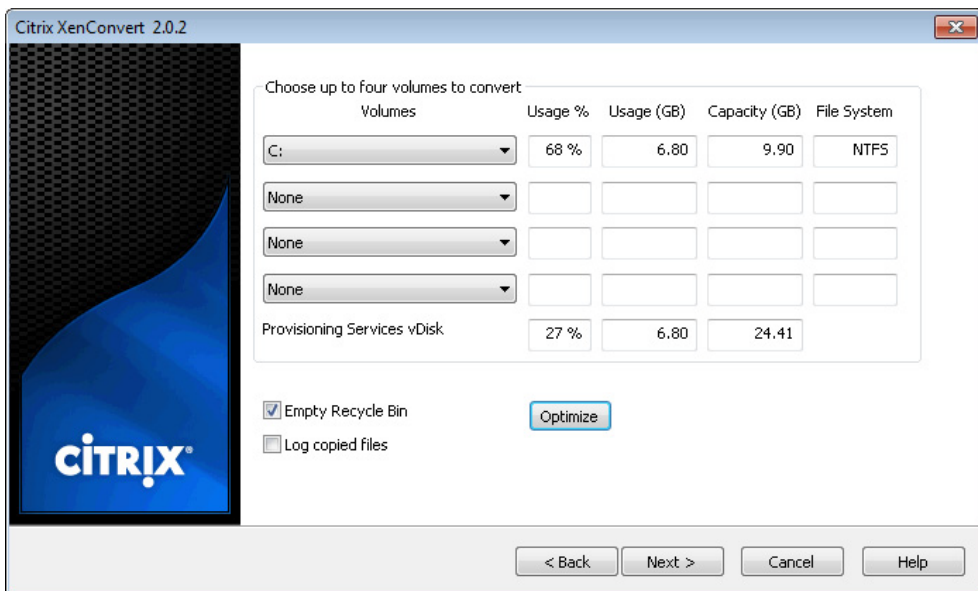 Citrix XenConvert 2.0.2
Choose up to four volumes to convert
Volumes Usage % Usage (GB) Capacity (GB) File System
C: 68 % 6.80 9.90 NTFS
None
None
None
Provisioning Services vDisk 27 % 6.80 24.41
Empty Recycle Bin Optimize
Log copied files
CITRIX®
< Back Next > Cancel Help